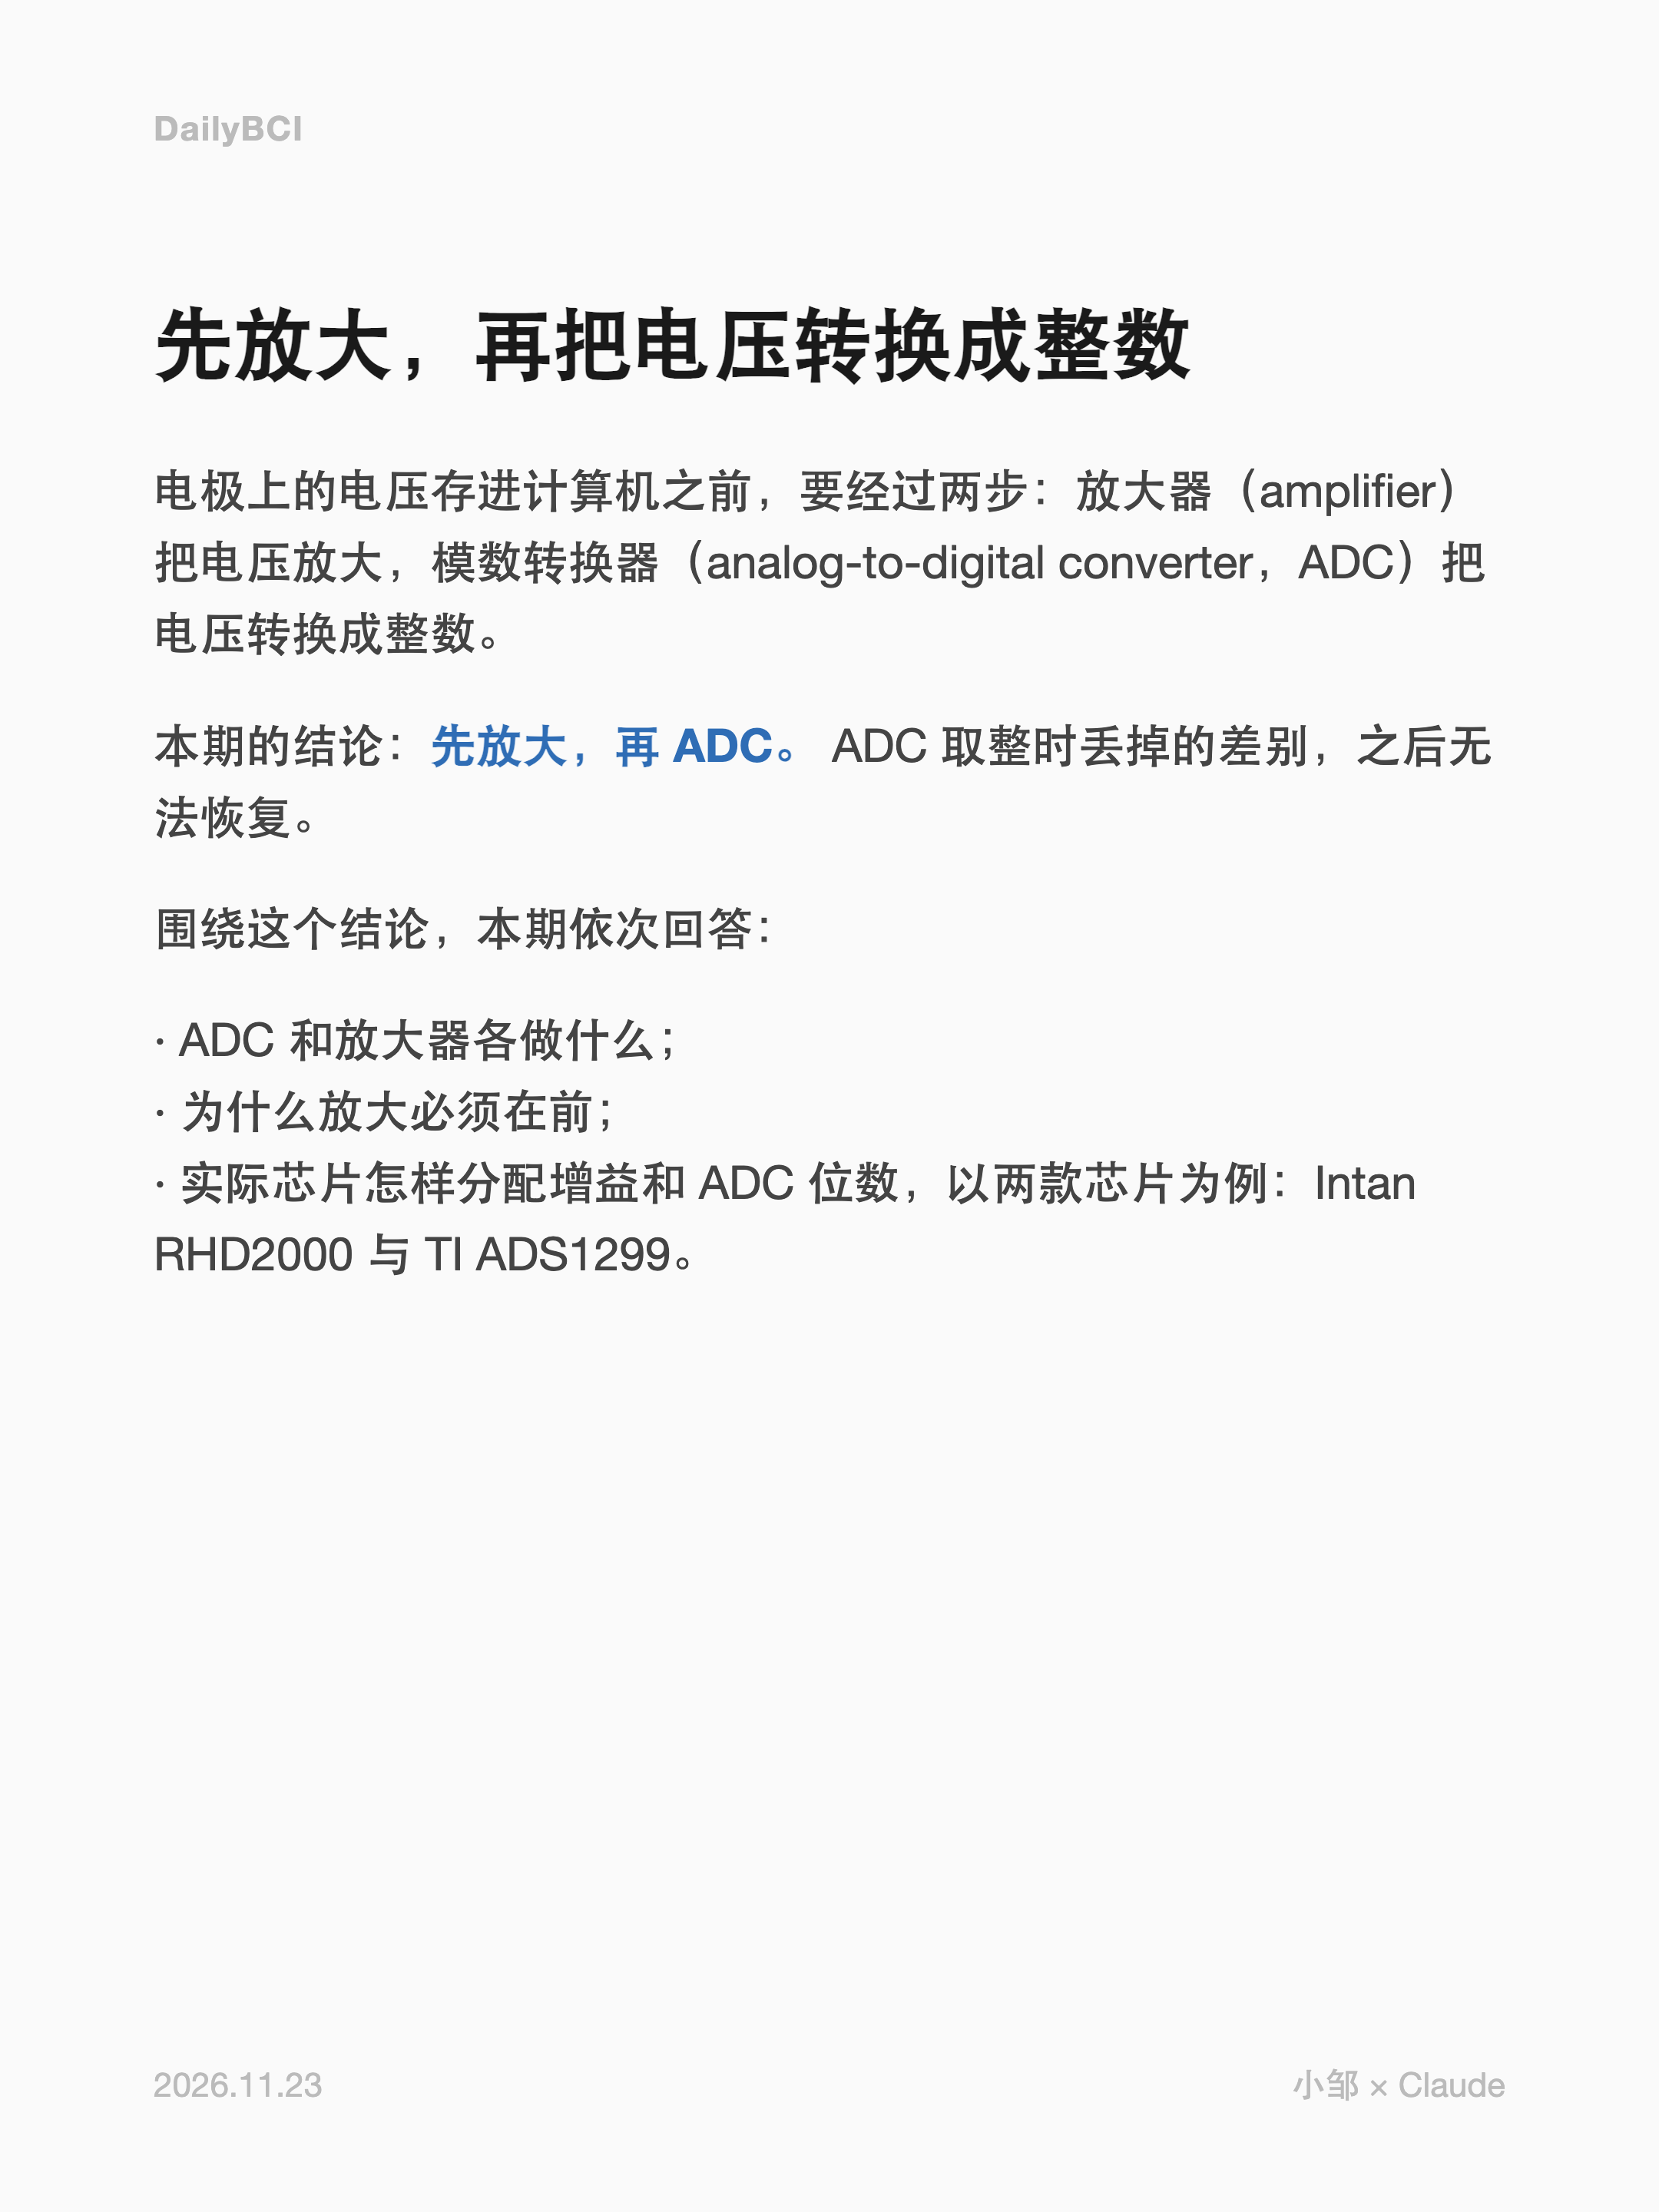 DailyBCI
先放大，再把电压转换成整数
电极上的电压存进计算机之前，要经过两步：放大器（amplifier）
把电压放大，模数转换器（analog-to-digital converter，ADC）把
电压转换成整数。
本期的结论：先放大，再 ADC。 ADC 取整时丢掉的差别，之后无
法恢复。
围绕这个结论，本期依次回答：
· ADC 和放大器各做什么；
· 为什么放大必须在前；
· 实际芯片怎样分配增益和 ADC 位数，以两款芯片为例：Intan
RHD2000 与 TI ADS1299。
2026.11.23
小邹 × Claude